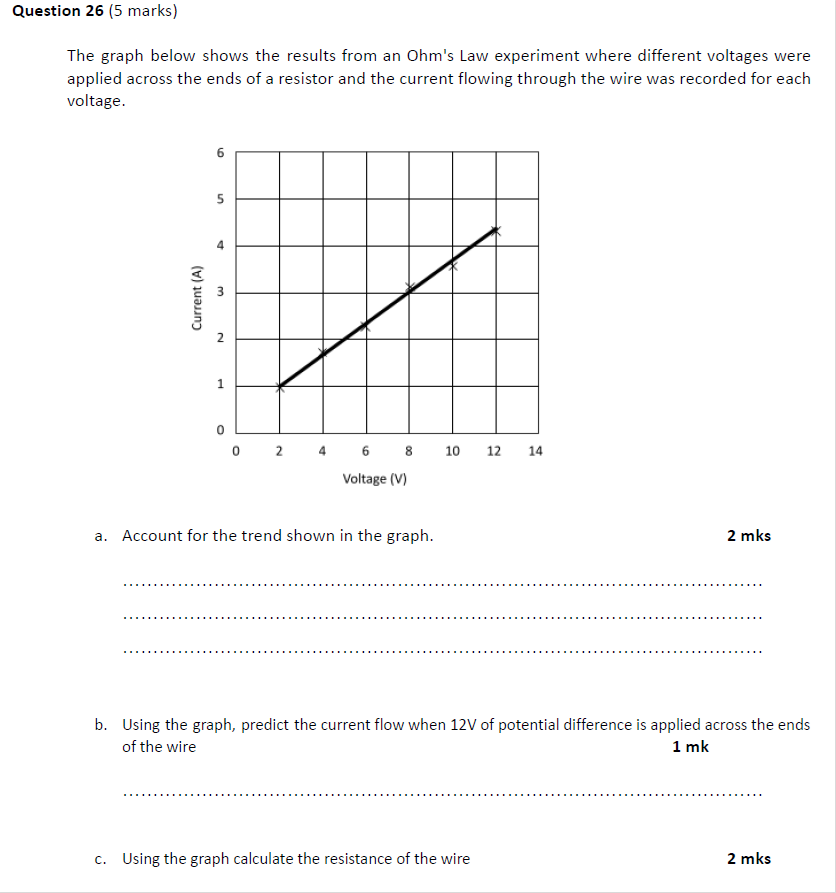 Question 26 (5 marks)
The graph below shows the results from an Ohm's Law experiment where different voltages were
applied across the ends of a resistor and the current flowing through the wire was recorded for each
voltage.
6
5
4
3
2
1
0
Current (A)
0 2 4 6 8 10 12 14
Voltage (V)
a. Account for the trend shown in the graph. 2 mks
b. Using the graph, predict the current flow when 12V of potential difference is applied across the ends
of the wire 1 mk
c. Using the graph calculate the resistance of the wire 2 mks